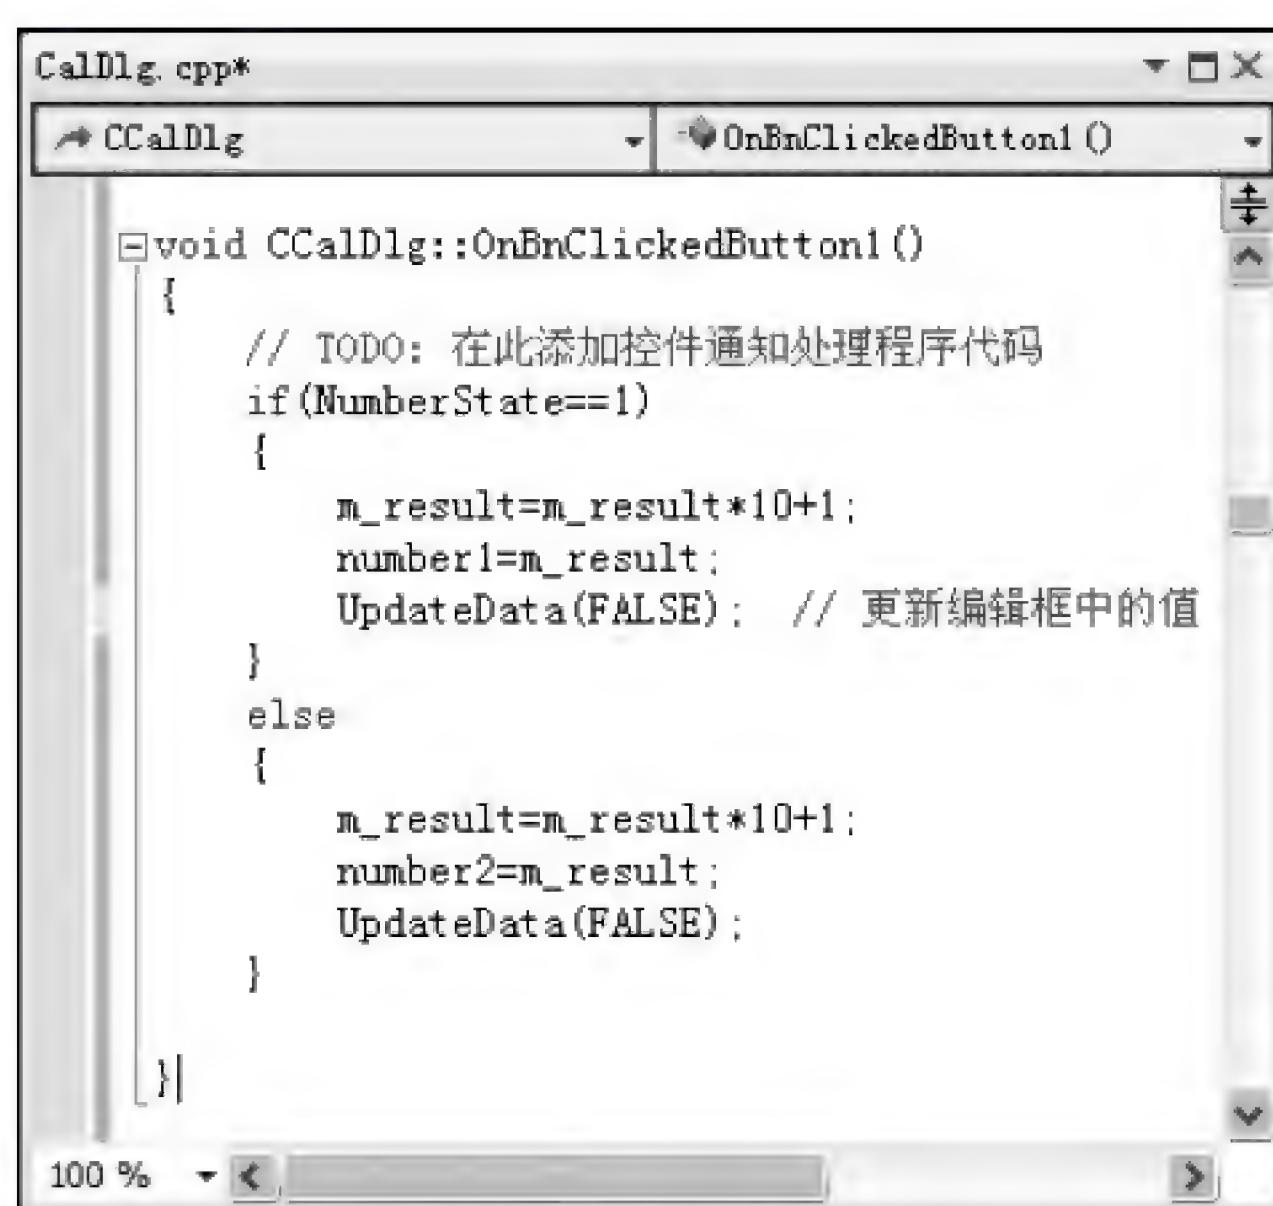 CalDlg.cpp*
CCalDlg
OnBnClickedButton1()
void CCalDlg::OnBnClickedButton1()
{
// TODO: 在此添加控件通知处理程序代码
if(NumberState==1)
{
m_result=m_result*10+1;
number1=m_result;
UpdateData(FALSE); // 更新编辑框中的值
}
else
{
m_result=m_result*10+1;
number2=m_result;
UpdateData(FALSE);
}
}
100 %